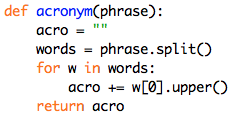 def acronym(phrase):
    acro = ""
    words = phrase.split()
    for w in words:
        acro += w[0].upper()
    return acro